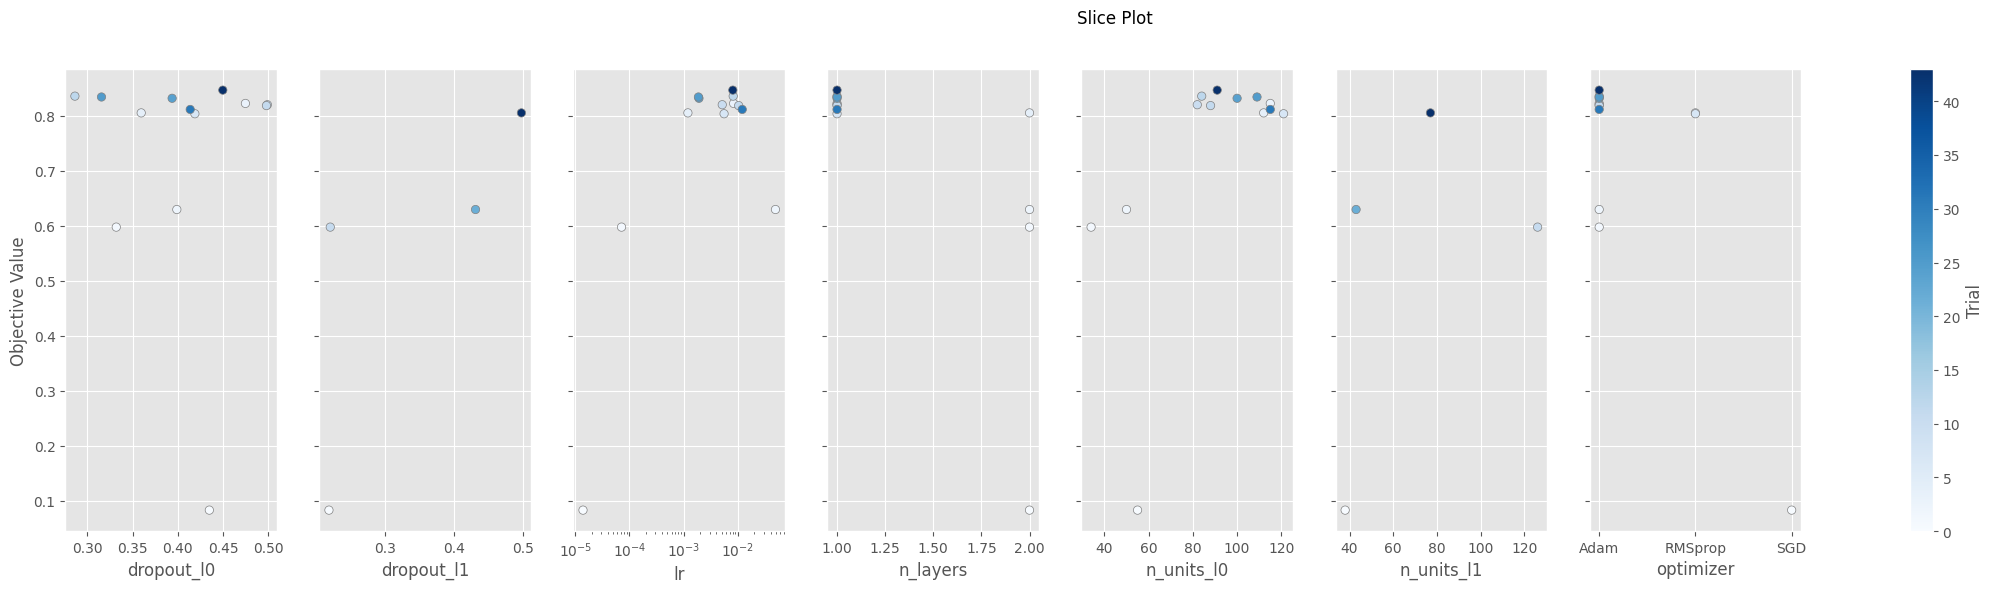 Slice Plot
Objective Value
0.8
0.7
0.6
0.5
0.4
0.3
0.2
0.1
0.30 0.35 0.40 0.45 0.50
dropout_l0
0.3 0.4 0.5
dropout_l1
10⁻⁵ 10⁻⁴ 10⁻³ 10⁻²
lr
1.00 1.25 1.50 1.75 2.00
n_layers
40 60 80 100 120
n_units_l0
40 60 80 100 120
n_units_l1
Adam RMSprop SGD
optimizer
40
35
30
25
20
15
10
5
0
Trial